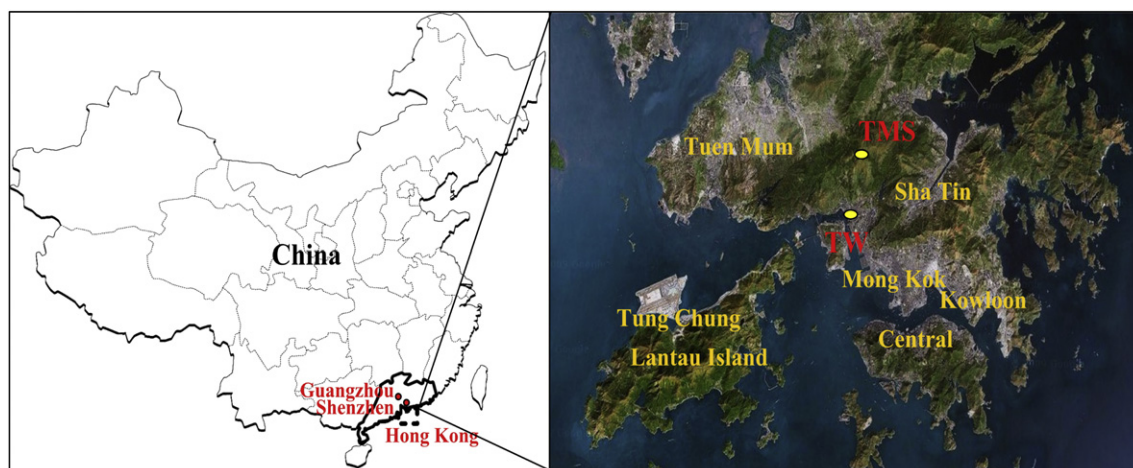 China
Guangzhou
Shenzhen
Hong Kong
TMS
Tuen Mum
Sha Tin
TW
Mong Kok
Kowloon
Tung Chung
Central
Lantau Island